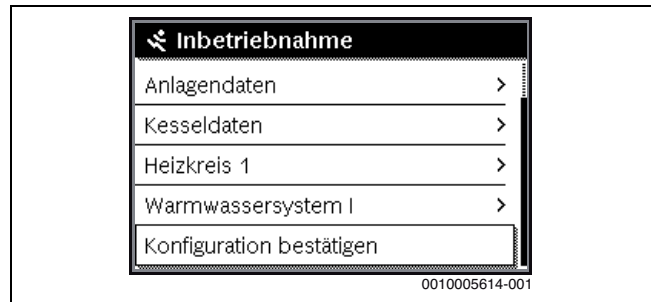 Inbetriebnahme
Anlagendaten >
Kesseldaten >
Heizkreis 1 >
Warmwassersystem I >
Konfiguration bestätigen
0010005614-001